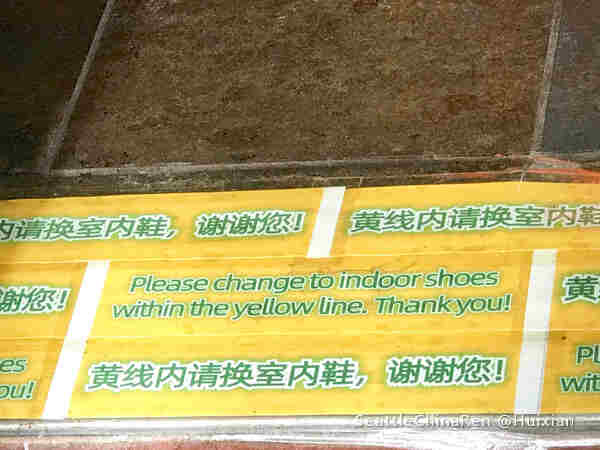 内请换室内鞋，谢谢您!
黄线内请换室内鞋
谢您!
Please change to indoor shoes
within the yellow line. Thank you!
黄
oes
ou!
黄线内请换室内鞋，谢谢您!
Pl
with
SeattleChinaRen @Huixian